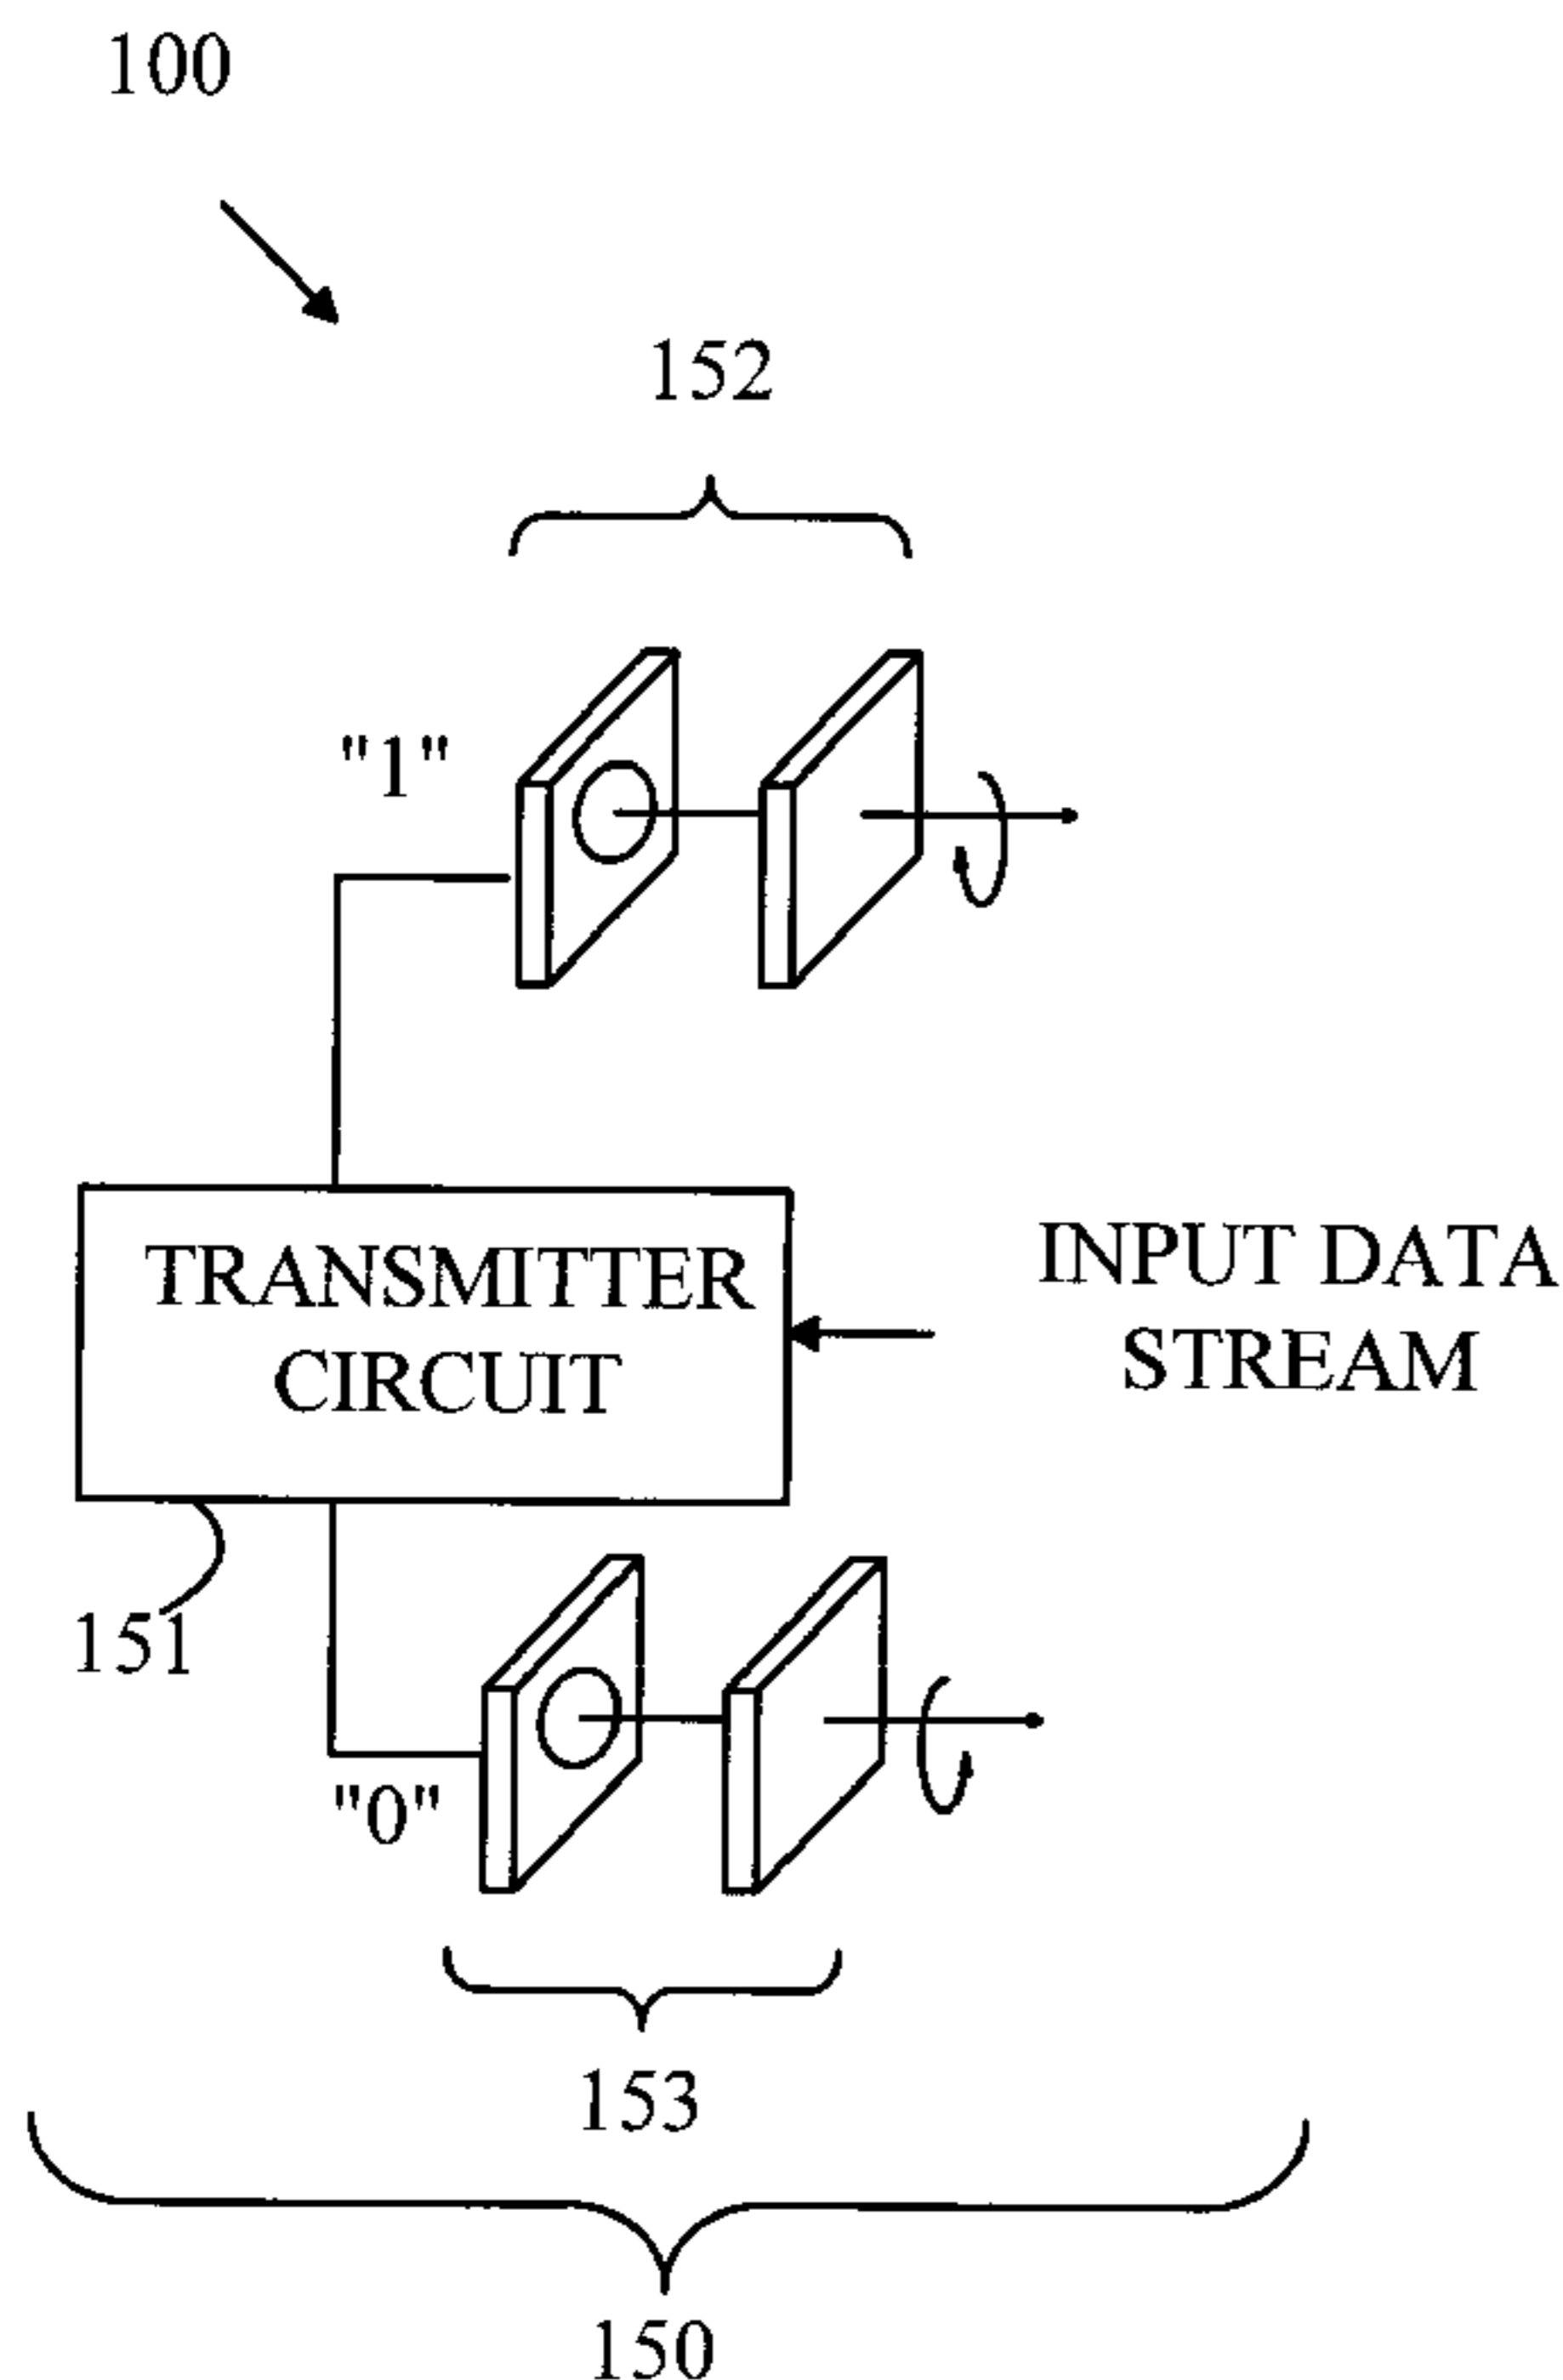 100
152
"1"
TRANSMITTER
CIRCUIT
INPUT DATA
STREAM
151
"0"
153
150